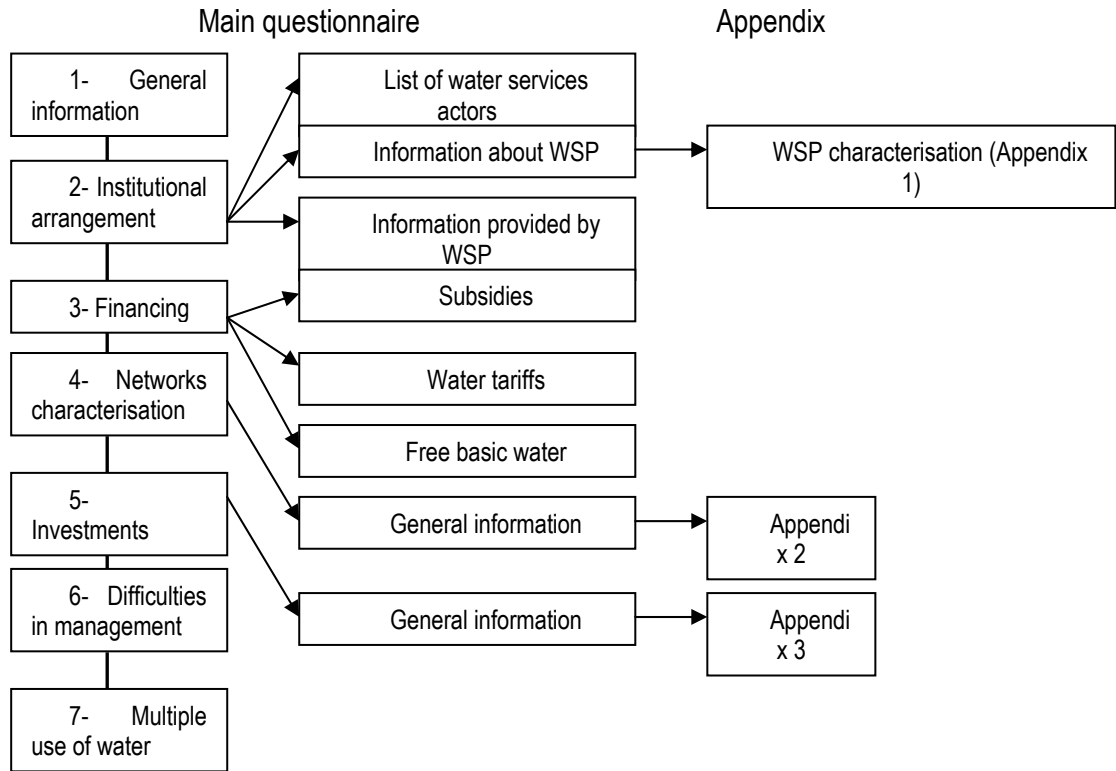 Main questionnaire
Appendix
1- General
information
2- Institutional
arrangement
3- Financing
4- Networks
characterisation
5-
Investments
6- Difficulties
in management
7- Multiple
use of water
List of water services
actors
Information about WSP
Information provided by
WSP
Subsidies
Water tariffs
Free basic water
General information
General information
WSP characterisation (Appendix
1)
Appendi
x 2
Appendi
x 3